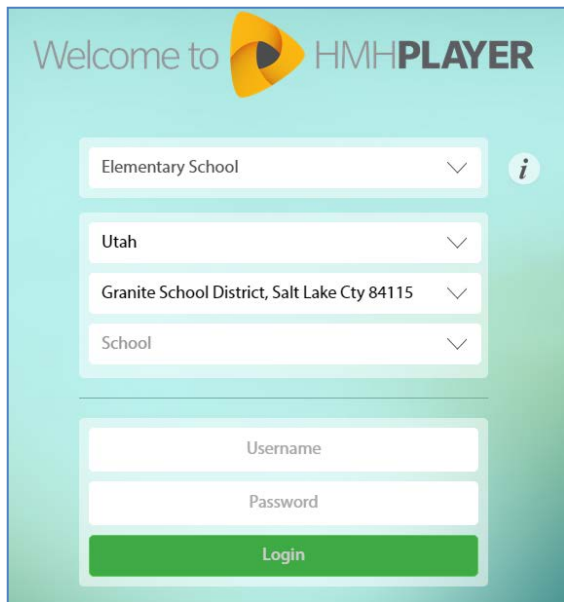 Welcome to HMHPLAYER
Elementary School
i
Utah
Granite School District, Salt Lake Cty 84115
School
Username
Password
Login